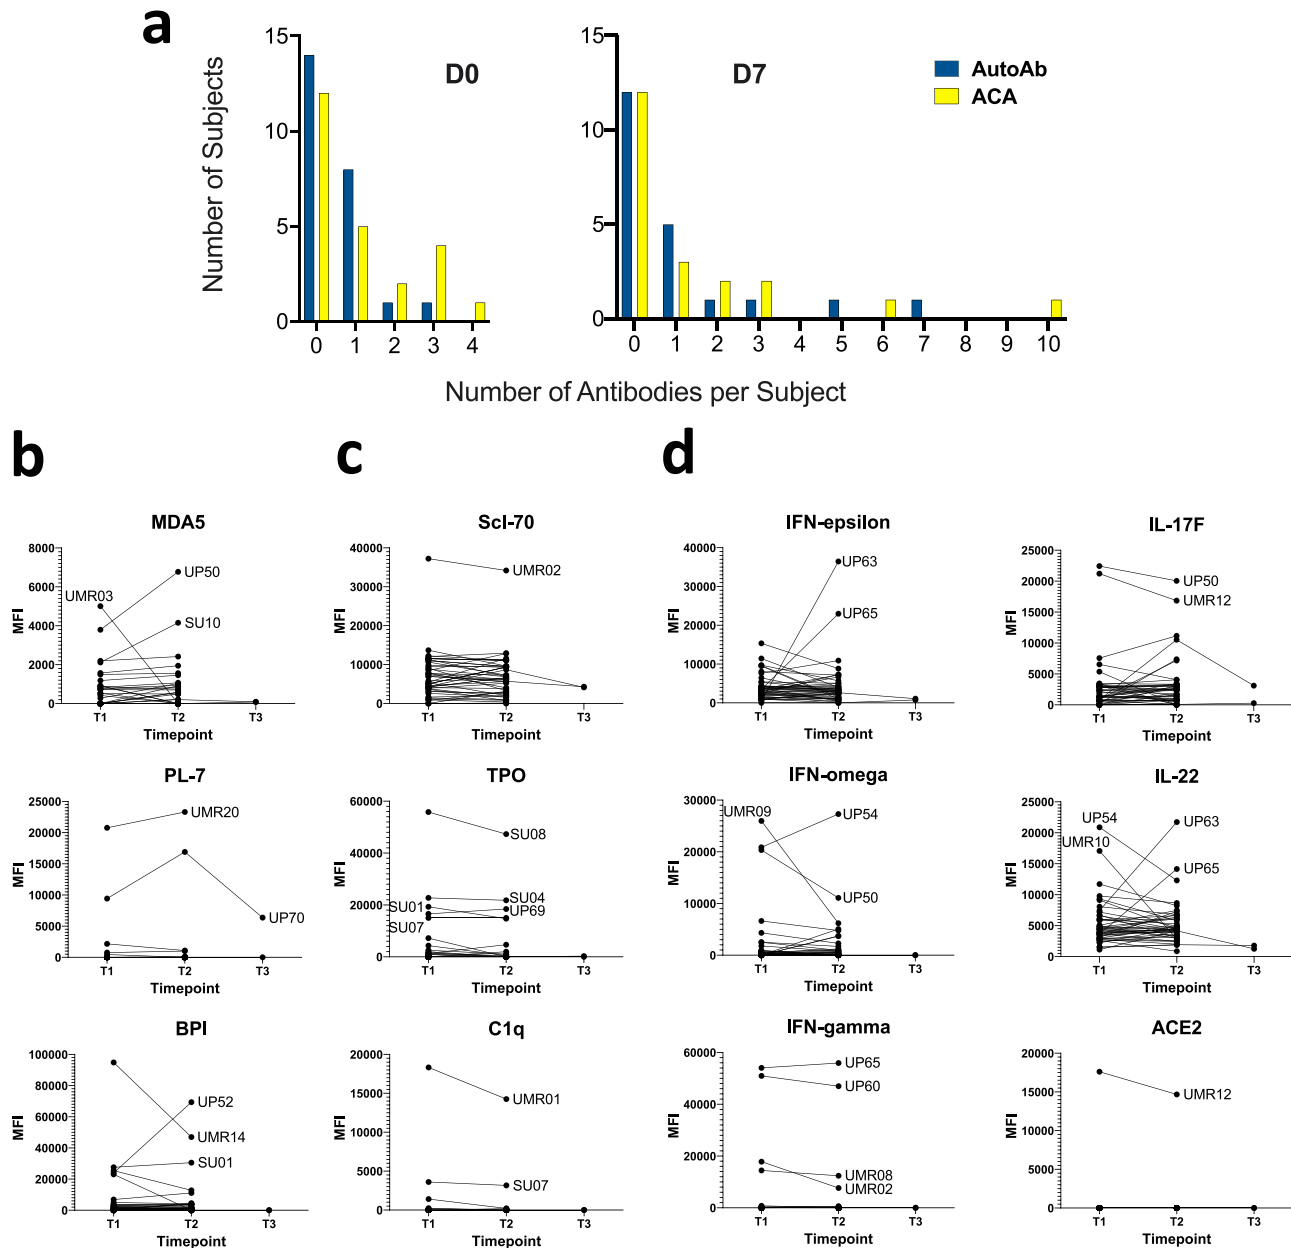 a
Number of Subjects
15
10
5
0
D0
0 1 2 3 4
15
10
5
0
D7
0 1 2 3 4 5 6 7 8 9 10
AutoAb
ACA
Number of Antibodies per Subject
b
c
d
MDA5
MFI
8000
6000
4000
2000
0
UMR03
UP50
SU10
T1 T2 T3
Timepoint
Scl-70
MFI
40000
30000
20000
10000
0
UMR02
T1 T2 T3
Timepoint
IFN-epsilon
MFI
40000
30000
20000
10000
0
UP63
UP65
T1 T2 T3
Timepoint
IL-17F
MFI
25000
20000
15000
10000
5000
0
UP50
UMR12
T1 T2 T3
Timepoint
PL-7
MFI
25000
20000
15000
10000
5000
0
UMR20
UP70
T1 T2 T3
Timepoint
TPO
MFI
60000
40000
20000
0
SU08
SU04
SU01
UP69
SU07
T1 T2 T3
Timepoint
IFN-omega
MFI
30000
20000
10000
0
UMR09
UP54
UP50
T1 T2 T3
Timepoint
IL-22
MFI
25000
20000
15000
10000
5000
0
UP54
UP63
UMR10
UP65
T1 T2 T3
Timepoint
BPI
MFI
100000
80000
60000
40000
20000
0
UP52
UMR14
SU01
T1 T2 T3
Timepoint
C1q
MFI
20000
15000
10000
5000
0
UMR01
SU07
T1 T2 T3
Timepoint
IFN-gamma
MFI
60000
40000
20000
0
UP65
UP60
UMR08
UMR02
T1 T2 T3
Timepoint
ACE2
MFI
20000
15000
10000
5000
0
UMR12
T1 T2 T3
Timepoint